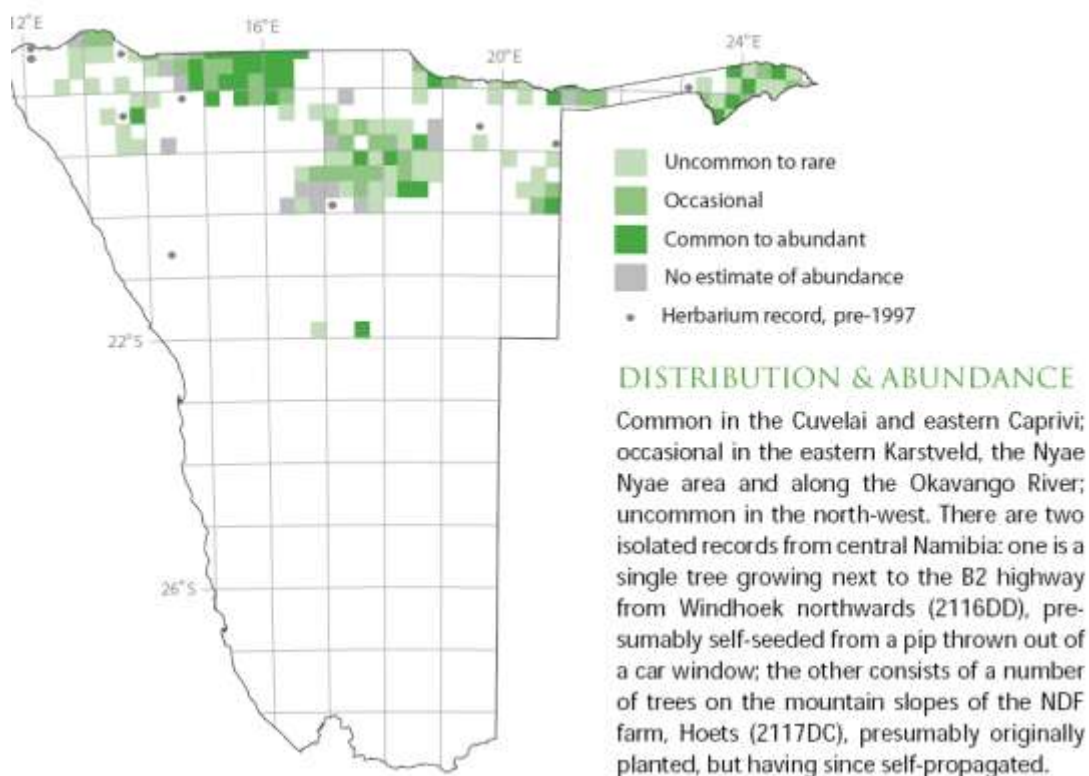 12°E
16°E
20°E
24°E
22°S
26°S
Uncommon to rare
Occasional
Common to abundant
No estimate of abundance
Herbarium record, pre-1997
DISTRIBUTION & ABUNDANCE
Common in the Cuvelai and eastern Caprivi;
occasional in the eastern Karstveld, the Nyae
Nyae area and along the Okavango River;
uncommon in the north-west. There are two
isolated records from central Namibia: one is a
single tree growing next to the B2 highway
from Windhoek northwards (2116DD), pre-
sumably self-seeded from a pip thrown out of
a car window; the other consists of a number
of trees on the mountain slopes of the NDF
farm, Hoets (2117DC), presumably originally
planted, but having since self-propagated.